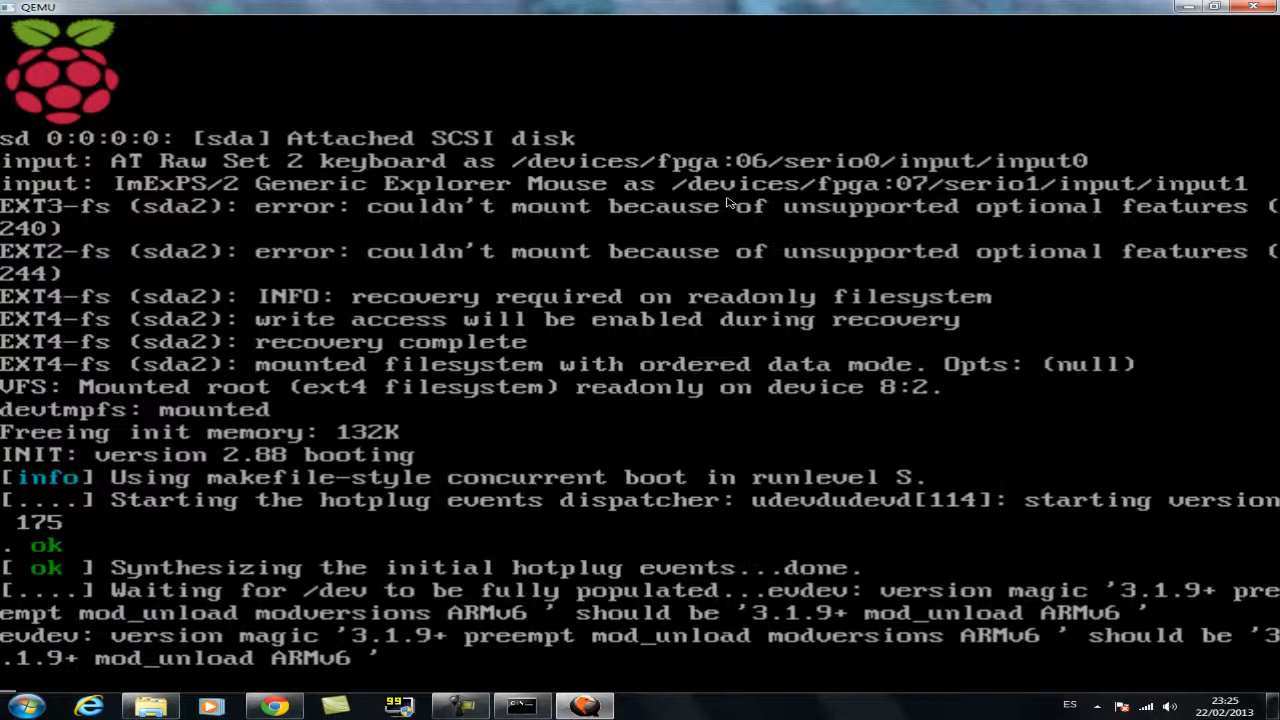 QEMU
sd 0:0:0:0: [sda] Attached SCSI disk
input: AT Raw Set 2 keyboard as /devices/fpga:06/serio0/input/input0
input: ImExPS/2 Generic Explorer Mouse as /devices/fpga:07/serio1/input/input1
EXT3-fs (sda2): error: couldn't mount because of unsupported optional features (
240)
EXT2-fs (sda2): error: couldn't mount because of unsupported optional features (
244)
EXT4-fs (sda2): INFO: recovery required on readonly filesystem
EXT4-fs (sda2): write access will be enabled during recovery
EXT4-fs (sda2): recovery complete
EXT4-fs (sda2): mounted filesystem with ordered data mode. Opts: (null)
VFS: Mounted root (ext4 filesystem) readonly on device 8:2.
devtmpfs: mounted
Freeing init memory: 132K
INIT: version 2.88 booting
[info] Using makefile-style concurrent boot in runlevel S.
[....] Starting the hotplug events dispatcher: udevdudevd[114]: starting version
175
. ok
[ ok ] Synthesizing the initial hotplug events...done.
[....] Waiting for /dev to be fully populated...evdev: version magic '3.1.9+ pre
empt mod_unload modversions ARMv6 ' should be '3.1.9+ mod_unload ARMv6 '
evdev: version magic '3.1.9+ preempt mod_unload modversions ARMv6 ' should be '3
.1.9+ mod_unload ARMv6 '
99
ES
23:25
22/02/2013